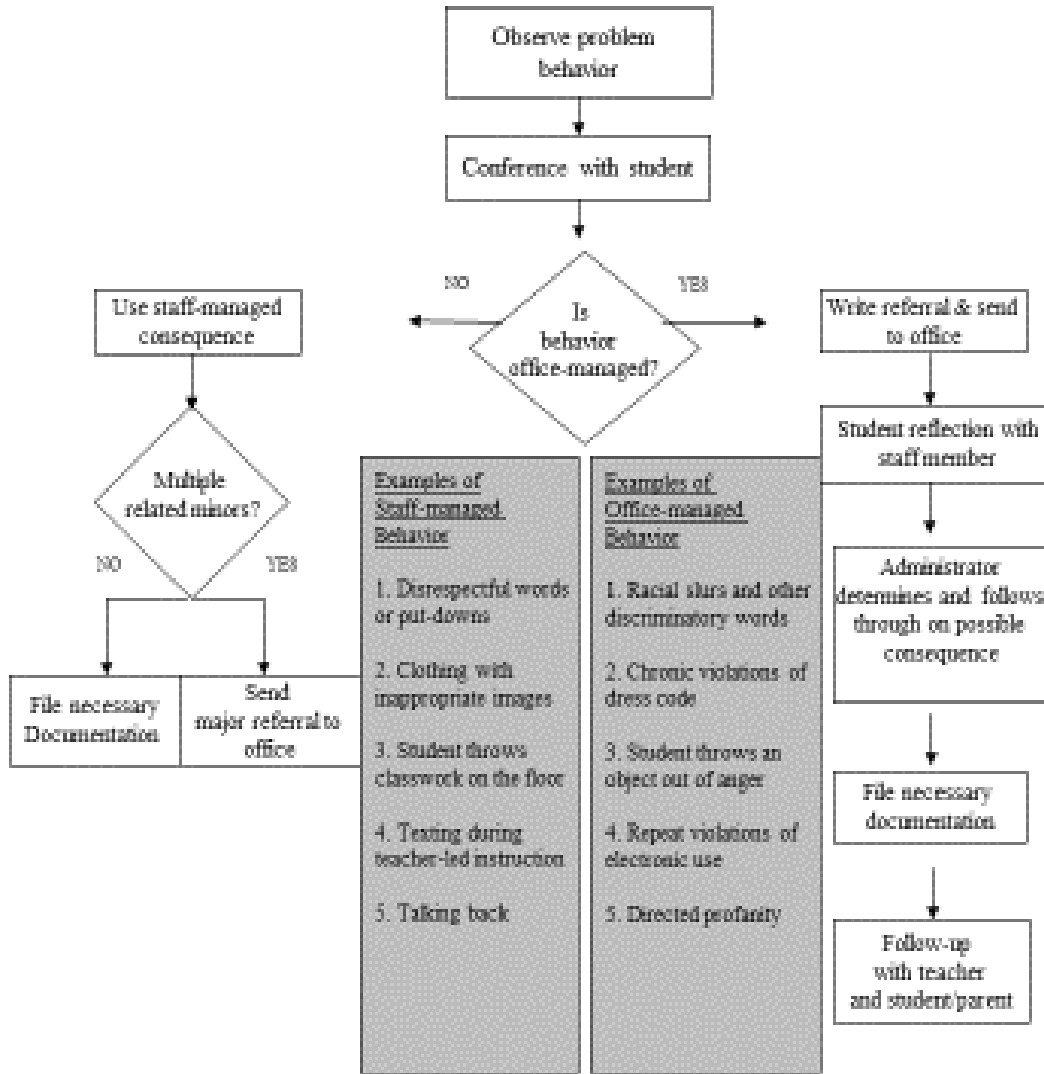 Observe problem
behavior
Conference with student
NO
YES
Is
behavior
office-managed?
Use staff-managed
consequence
Multiple
related minors?
NO
YES
File necessary
Documentation
Send
major referral to
office
Examples of
Staff-managed
Behavior
1. Disrespectful words
or put-downs
2. Clothing with
inappropriate images
3. Student throws
classwork on the floor
4. Texting during
teacher-led instruction
5. Talking back
Examples of
Office-managed
Behavior
1. Racial slurs and other
discriminatory words
2. Chronic violations of
dress code
3. Student throws an
object out of anger
4. Repeat violations of
electronic use
5. Directed profanity
Write referral & send
to office
Student reflection with
staff member
Administrator
determines and follows
through on possible
consequence
File necessary
documentation
Follow-up
with teacher
and student/parent